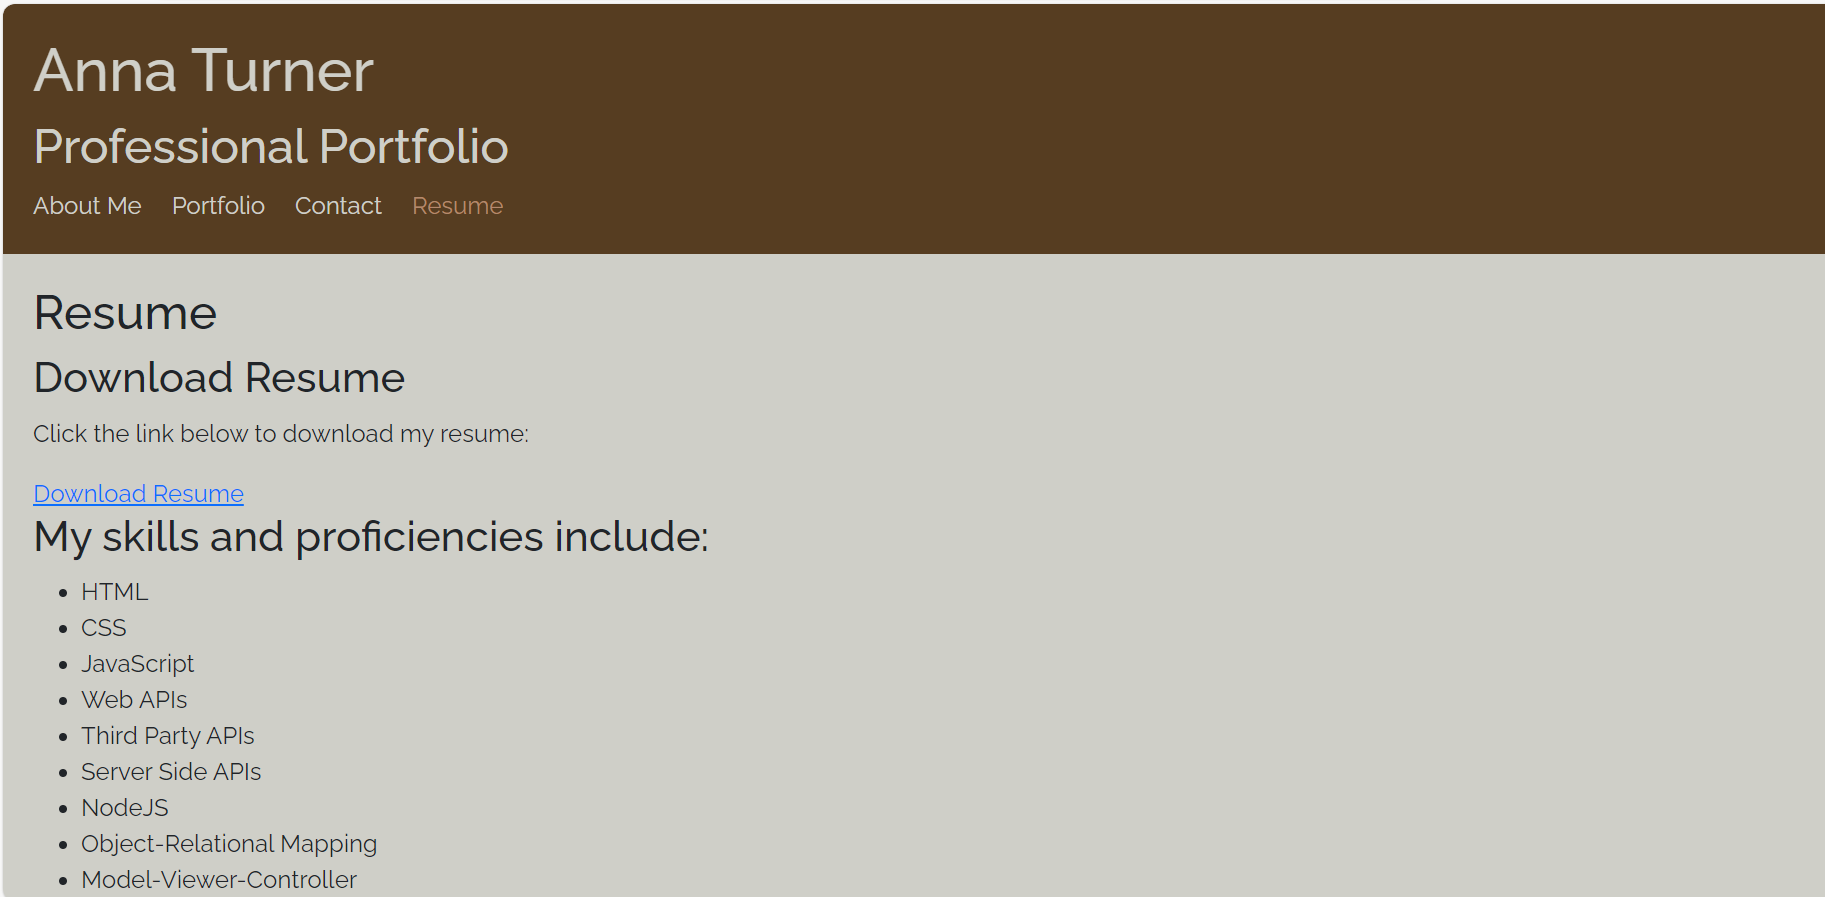 Anna Turner
Professional Portfolio
About Me Portfolio Contact Resume
Resume
Download Resume
Click the link below to download my resume:
Download Resume
My skills and proficiencies include:
HTML
CSS
JavaScript
Web APIs
Third Party APIs
Server Side APIs
NodeJS
Object-Relational Mapping
Model-Viewer-Controller